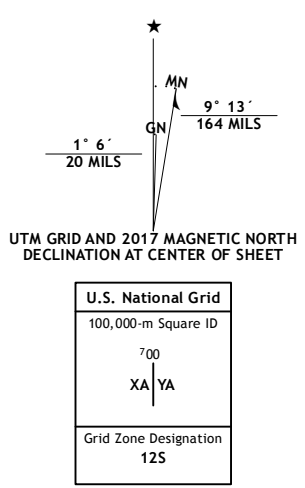 ★
MN
9° 13´
164 MILS
GN
1° 6´
20 MILS
UTM GRID AND 2017 MAGNETIC NORTH
DECLINATION AT CENTER OF SHEET
U.S. National Grid
100,000-m Square ID
700
XA YA
Grid Zone Designation
12S